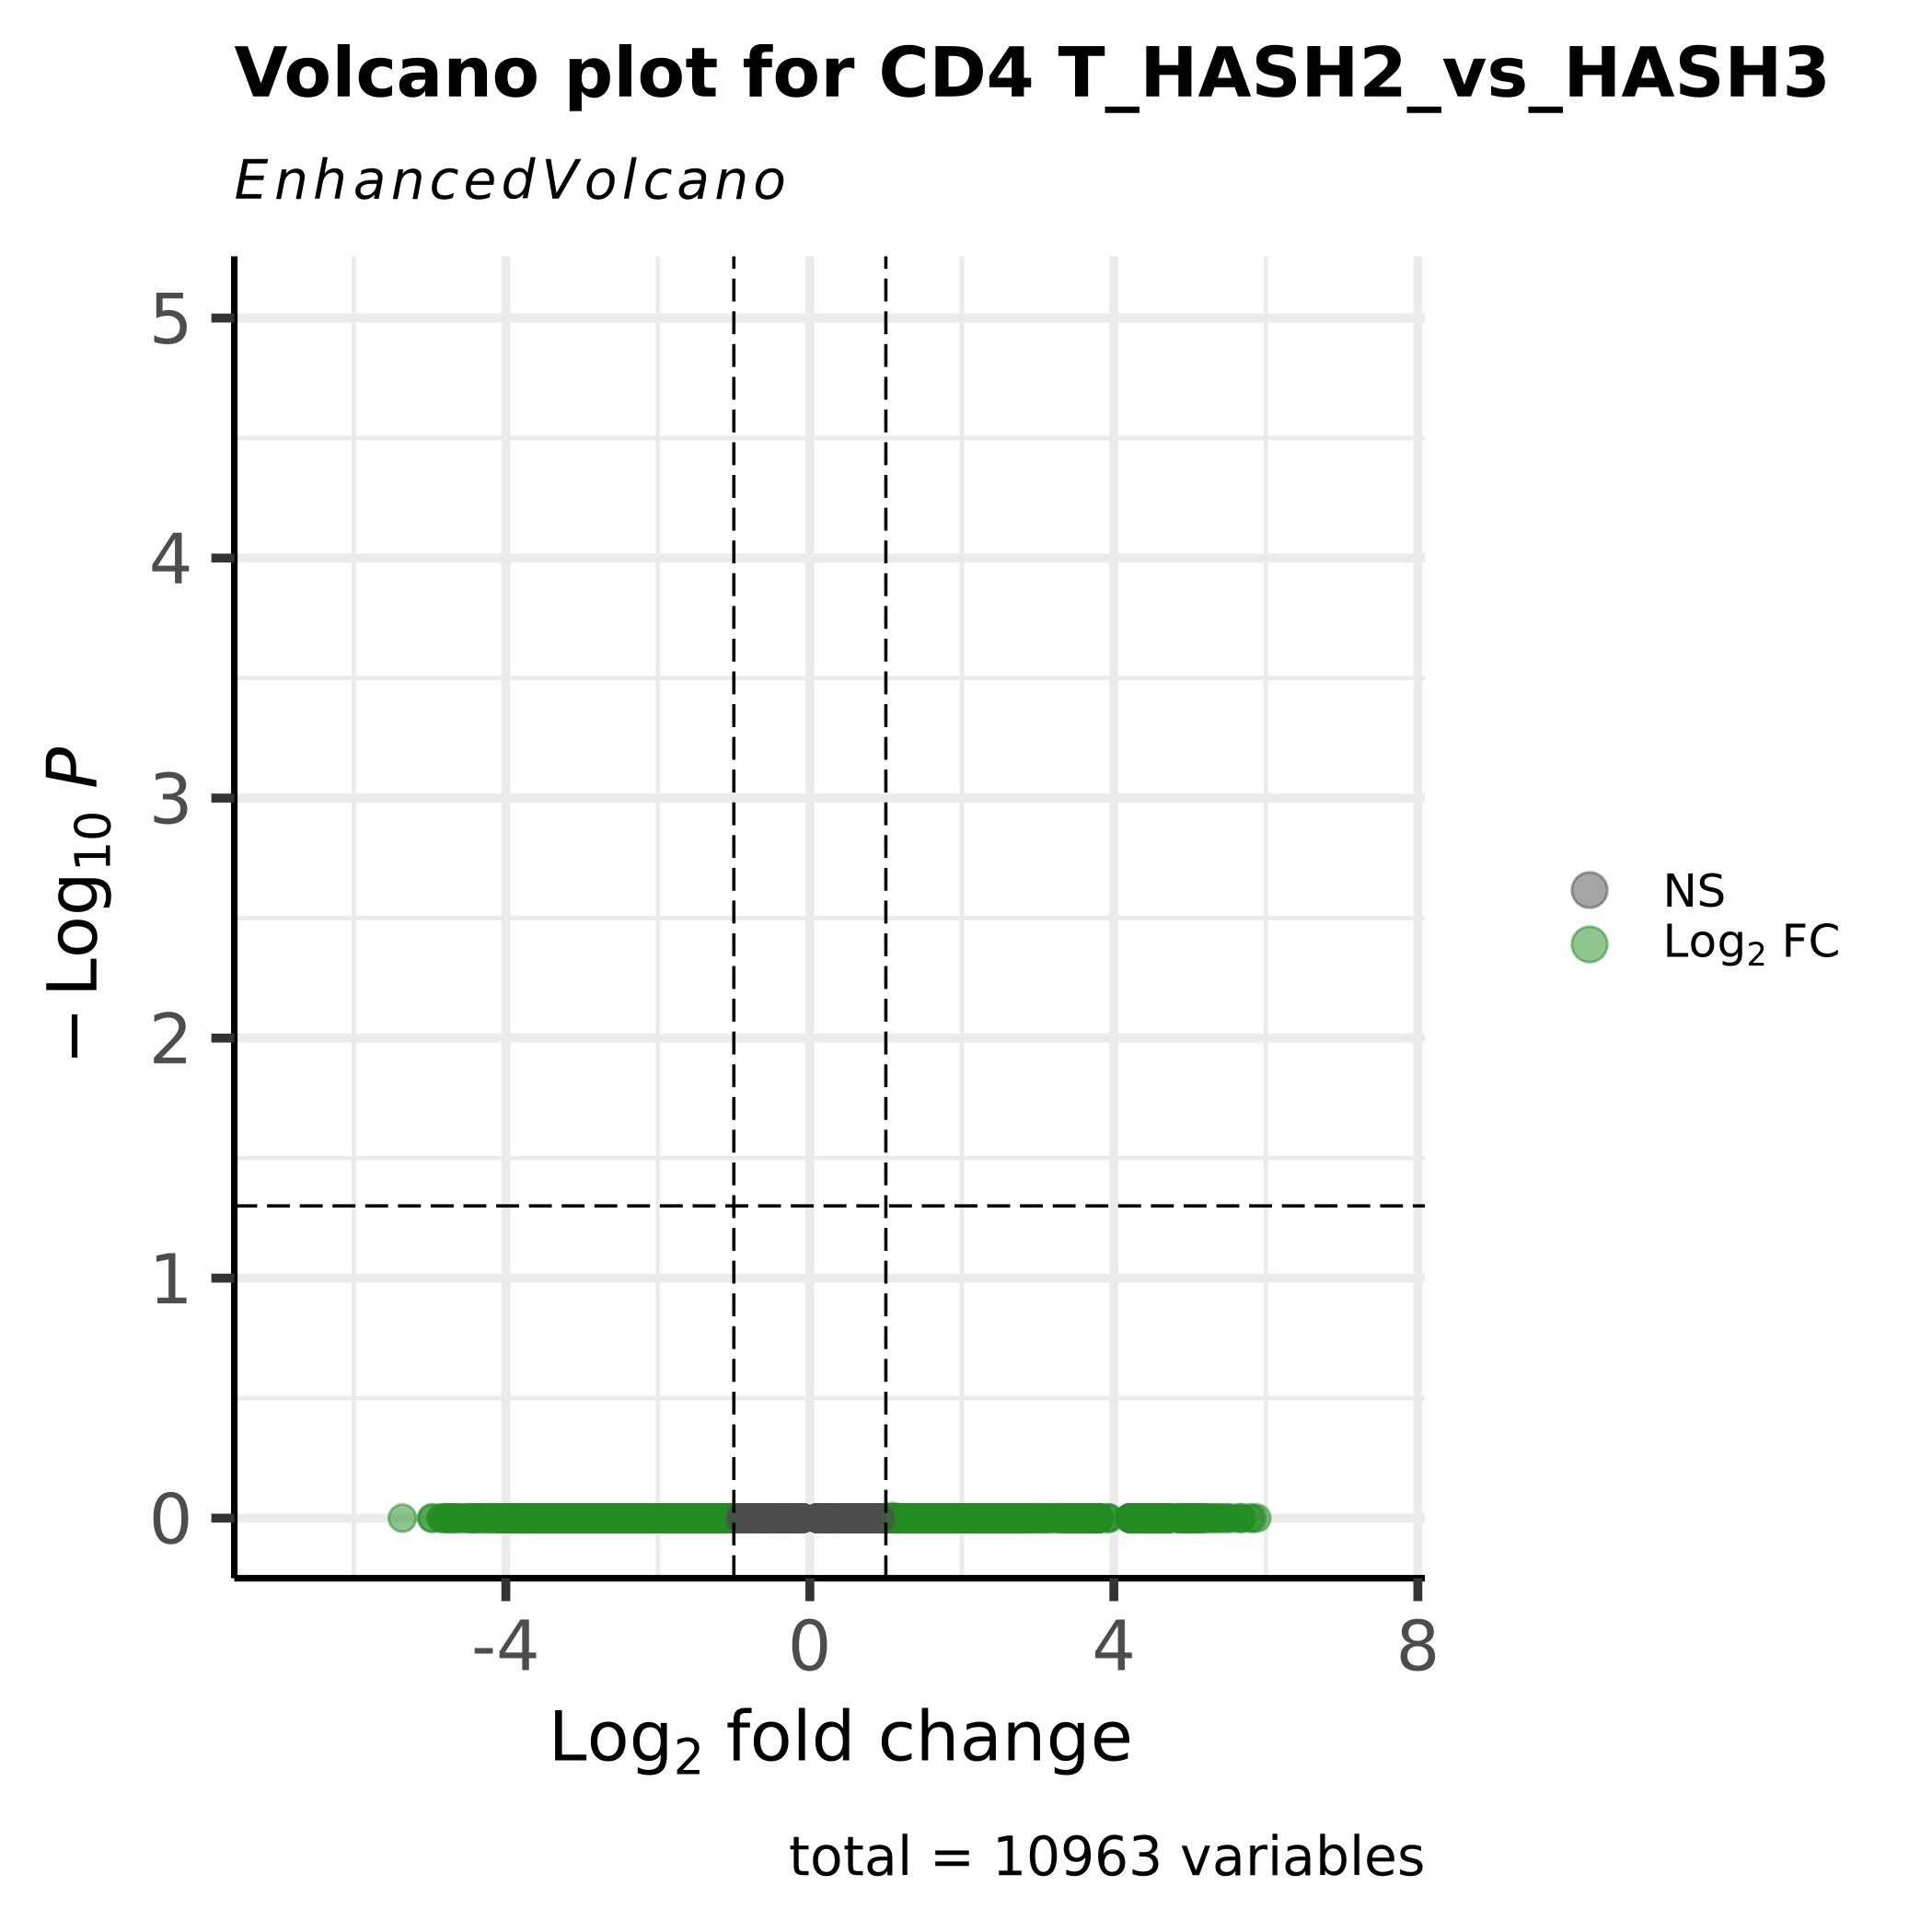 Volcano plot for CD4 T_HASH2_vs_HASH3
EnhancedVolcano
5
4
3
2
1
0
− Log10 P
-4 0 4 8
Log2 fold change
NS
Log2 FC
total = 10963 variables